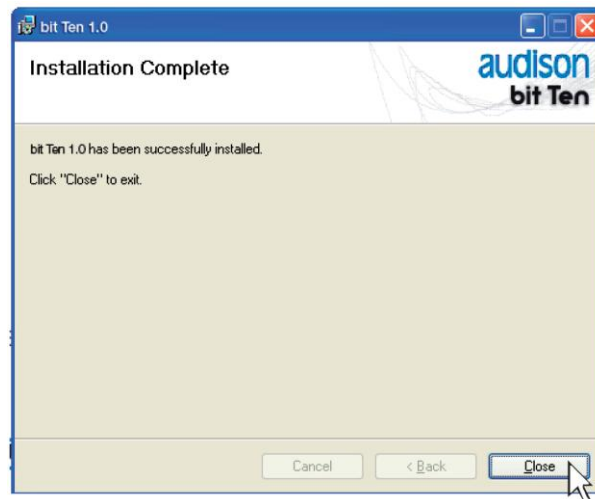 bit Ten 1.0
Installation Complete
audison
bit Ten
bit Ten 1.0 has been successfully installed.
Click "Close" to exit.
Cancel
< Back
Close